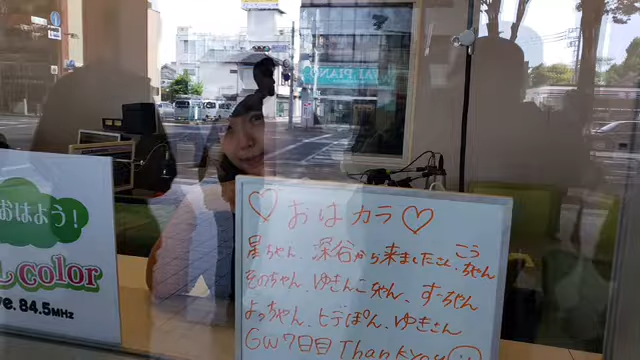 おはよう!
color
84.5MHz
♡おはカラ♡
星ちゃん、深谷から来ましたさん、こうちゃん
そのちゃん、ゆきんこちゃん、すーちゃん
よっちゃん、ヒデぽん、ゆきさん
GW7日目 Thank you